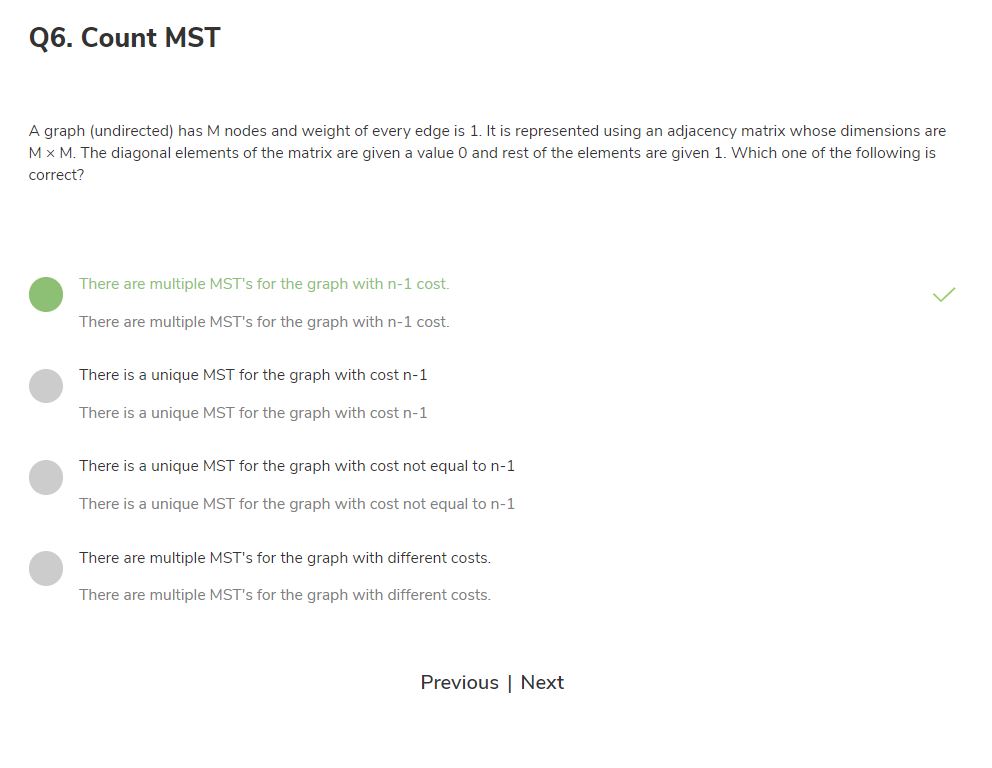 Q6. Count MST
A graph (undirected) has M nodes and weight of every edge is 1. It is represented using an adjacency matrix whose dimensions are
M × M. The diagonal elements of the matrix are given a value 0 and rest of the elements are given 1. Which one of the following is
correct?
There are multiple MST's for the graph with n-1 cost.
There are multiple MST's for the graph with n-1 cost.
There is a unique MST for the graph with cost n-1
There is a unique MST for the graph with cost n-1
There is a unique MST for the graph with cost not equal to n-1
There is a unique MST for the graph with cost not equal to n-1
There are multiple MST's for the graph with different costs.
There are multiple MST's for the graph with different costs.
Previous | Next